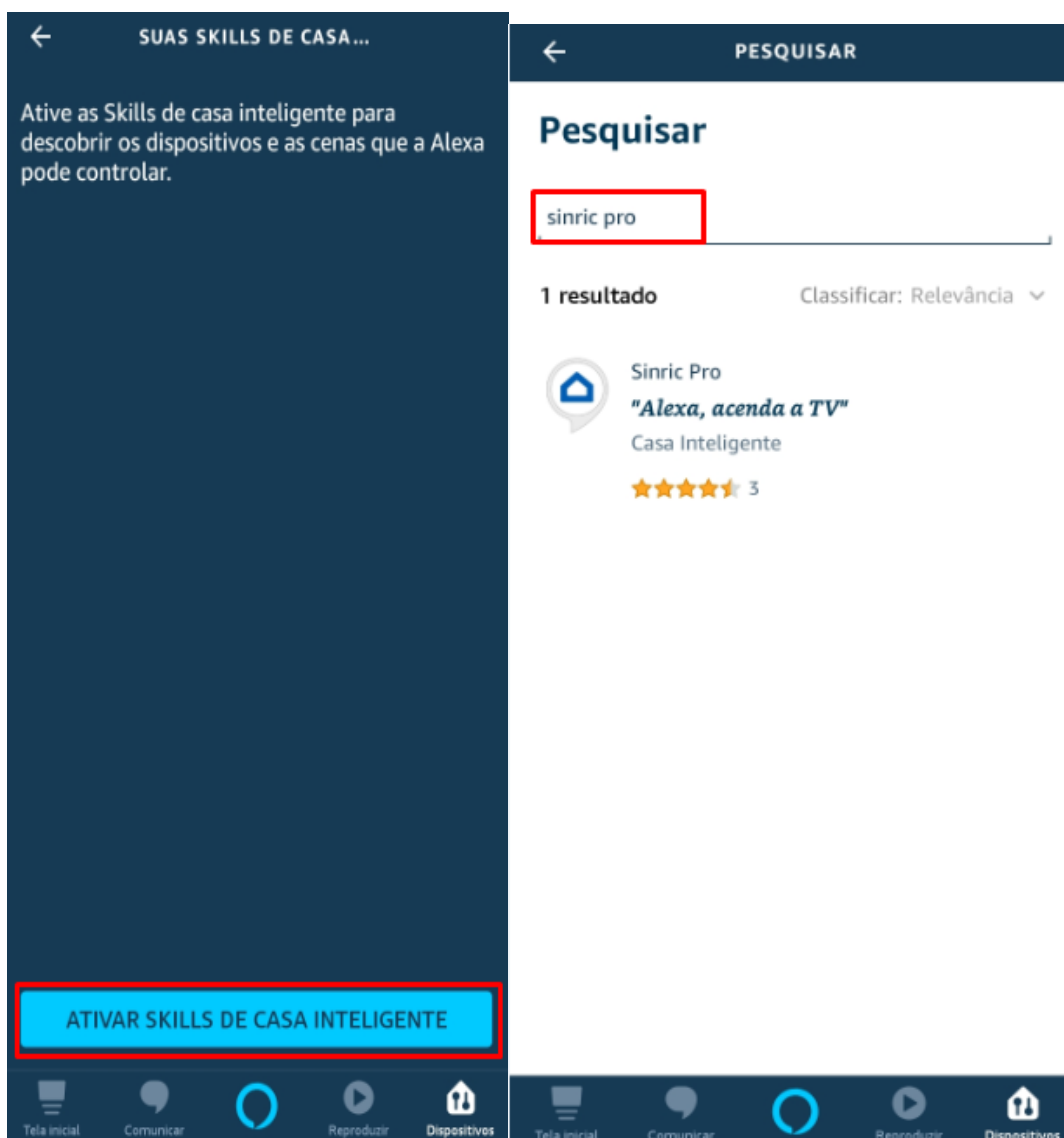 SUAS SKILLS DE CASA...
Ative as Skills de casa inteligente para
descobrir os dispositivos e as cenas que a Alexa
pode controlar.
ATIVAR SKILLS DE CASA INTELIGENTE
Tela inicial
Comunicar
Reproduzir
Dispositivos
PESQUISAR
Pesquisar
sinric pro
1 resultado
Classificar: Relevância
Sinric Pro
"Alexa, acenda a TV"
Casa Inteligente
3
Tela inicial
Comunicar
Reproduzir
Dispositivos